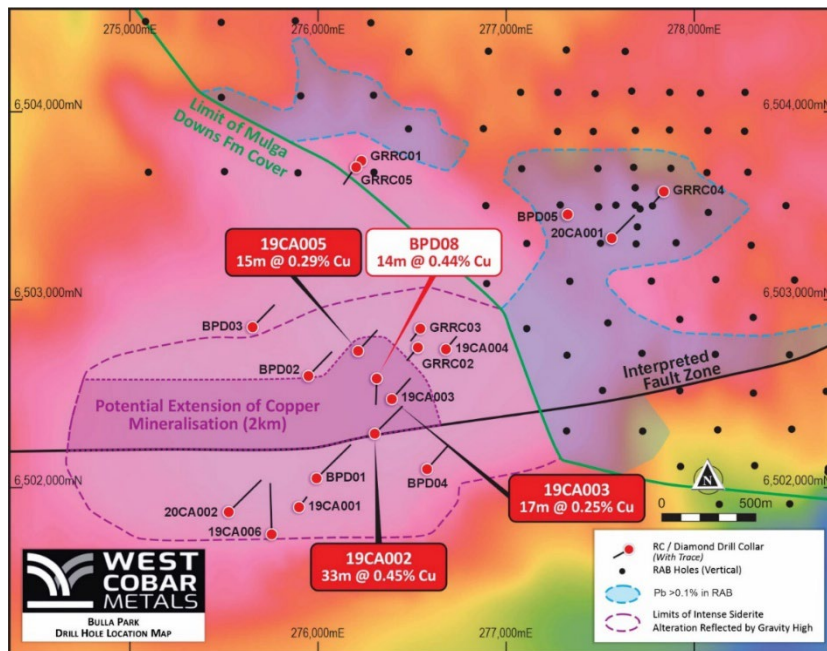 275,000mE
276,000mE
277,000mE
278,000mE
6,504,000mN
6,504,000mN
Limit of Mulga
Downs Fm Cover
GRRC01
GRRC05
GRRC04
BPD05
20CA001
19CA005
15m @ 0.29% Cu
BPD08
14m @ 0.44% Cu
6,503,000mN
6,503,000mN
BPD03
GRRC03
19CA004
GRRC02
BPD02
Interpreted
Fault Zone
19CA003
Potential Extension of Copper
Mineralisation (2km)
6,502,000mN
6,502,000mN
BPD01
BPD04
N
0
500m
19CA003
17m @ 0.25% Cu
20CA002
19CA001
19CA006
19CA002
33m @ 0.45% Cu
WEST
COBAR
METALS
BULLA PARK
DRILL HOLE LOCATION MAP
RC / Diamond Drill Collar
(With Trace)
RAB Holes (Vertical)
Pb >0.1% in RAB
Limits of Intense Siderite
Alteration Reflected by Gravity High
276,000mE
277,000mE